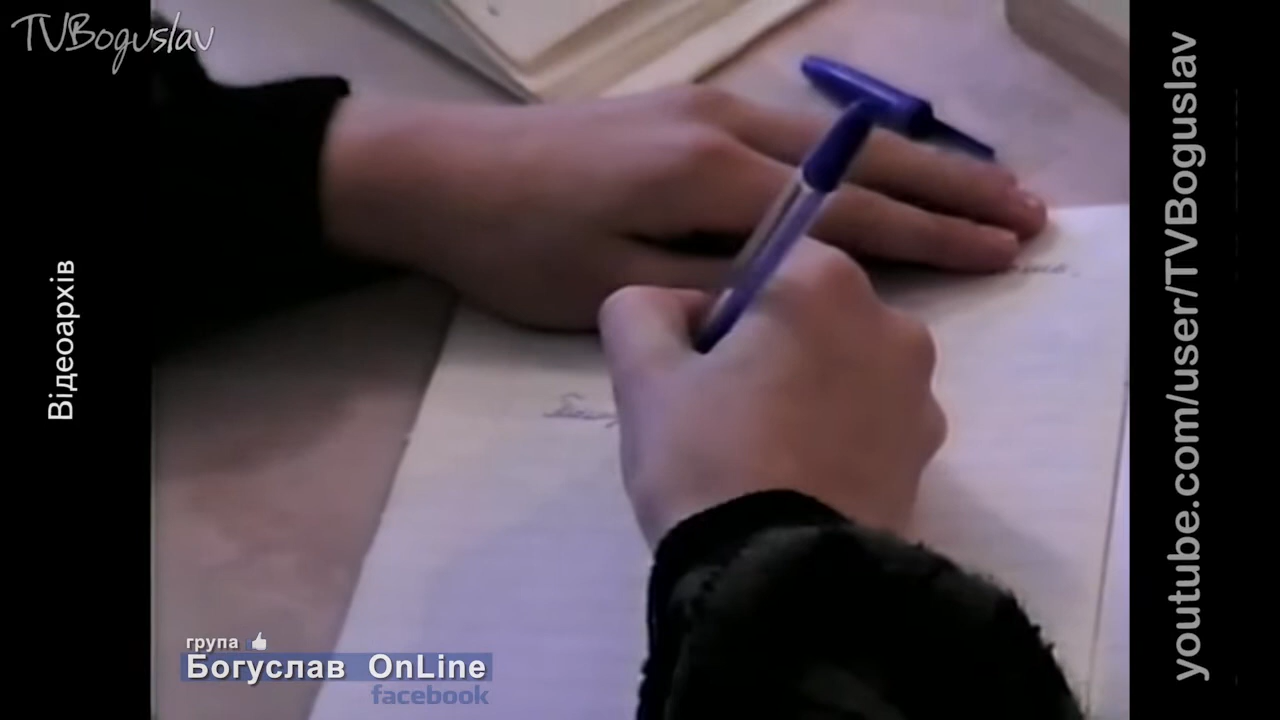 TVBoguslav
Відеоархів
youtube.com/user/TVBoguslav
група
Богуслав OnLine
facebook